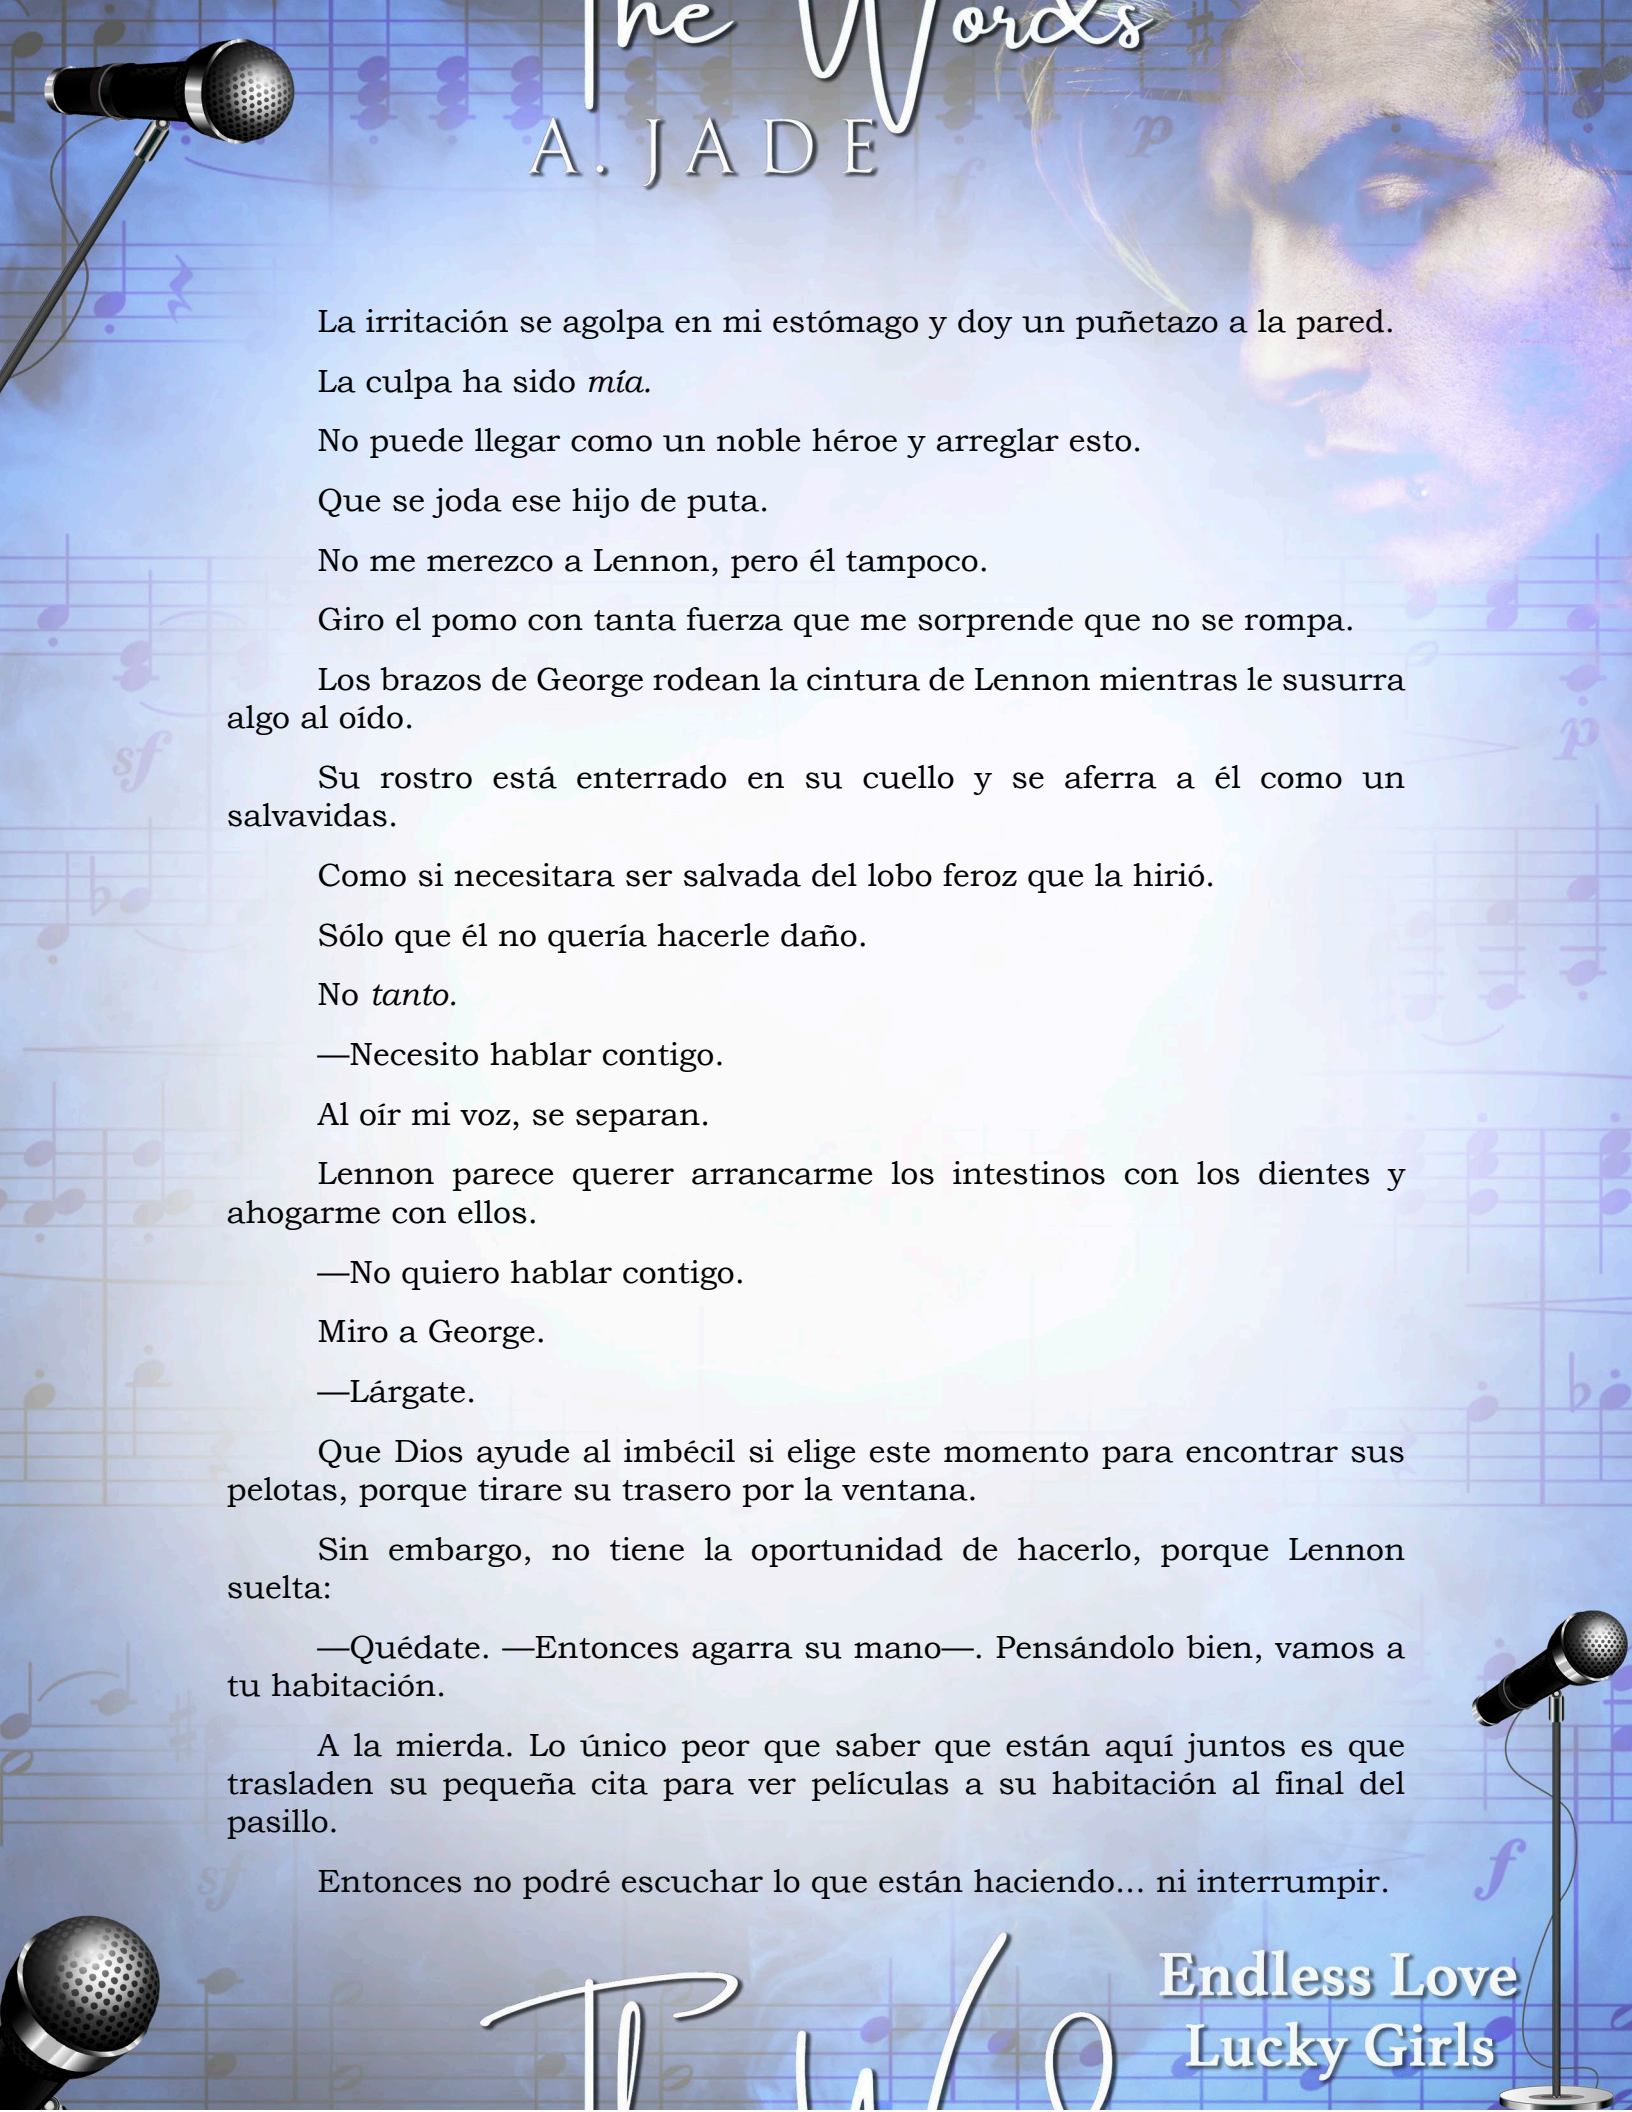 The Words
A. JADE
La irritación se agolpa en mi estómago y doy un puñetazo a la pared.
La culpa ha sido mía.
No puede llegar como un noble héroe y arreglar esto.
Que se joda ese hijo de puta.
No me merezco a Lennon, pero él tampoco.
Giro el pomo con tanta fuerza que me sorprende que no se rompa.
Los brazos de George rodean la cintura de Lennon mientras le susurra
algo al oído.
Su rostro está enterrado en su cuello y se aferra a él como un
salvavidas.
Como si necesitara ser salvada del lobo feroz que la hirió.
Sólo que él no quería hacerle daño.
No tanto.
—Necesito hablar contigo.
Al oír mi voz, se separan.
Lennon parece querer arrancarme los intestinos con los dientes y
ahogarme con ellos.
—No quiero hablar contigo.
Miro a George.
—Lárgate.
Que Dios ayude al imbécil si elige este momento para encontrar sus
pelotas, porque tirare su trasero por la ventana.
Sin embargo, no tiene la oportunidad de hacerlo, porque Lennon
suelta:
—Quédate. —Entonces agarra su mano—. Pensándolo bien, vamos a
tu habitación.
A la mierda. Lo único peor que saber que están aquí juntos es que
trasladen su pequeña cita para ver películas a su habitación al final del
pasillo.
Entonces no podré escuchar lo que están haciendo... ni interrumpir.
Endless Love
Lucky Girls